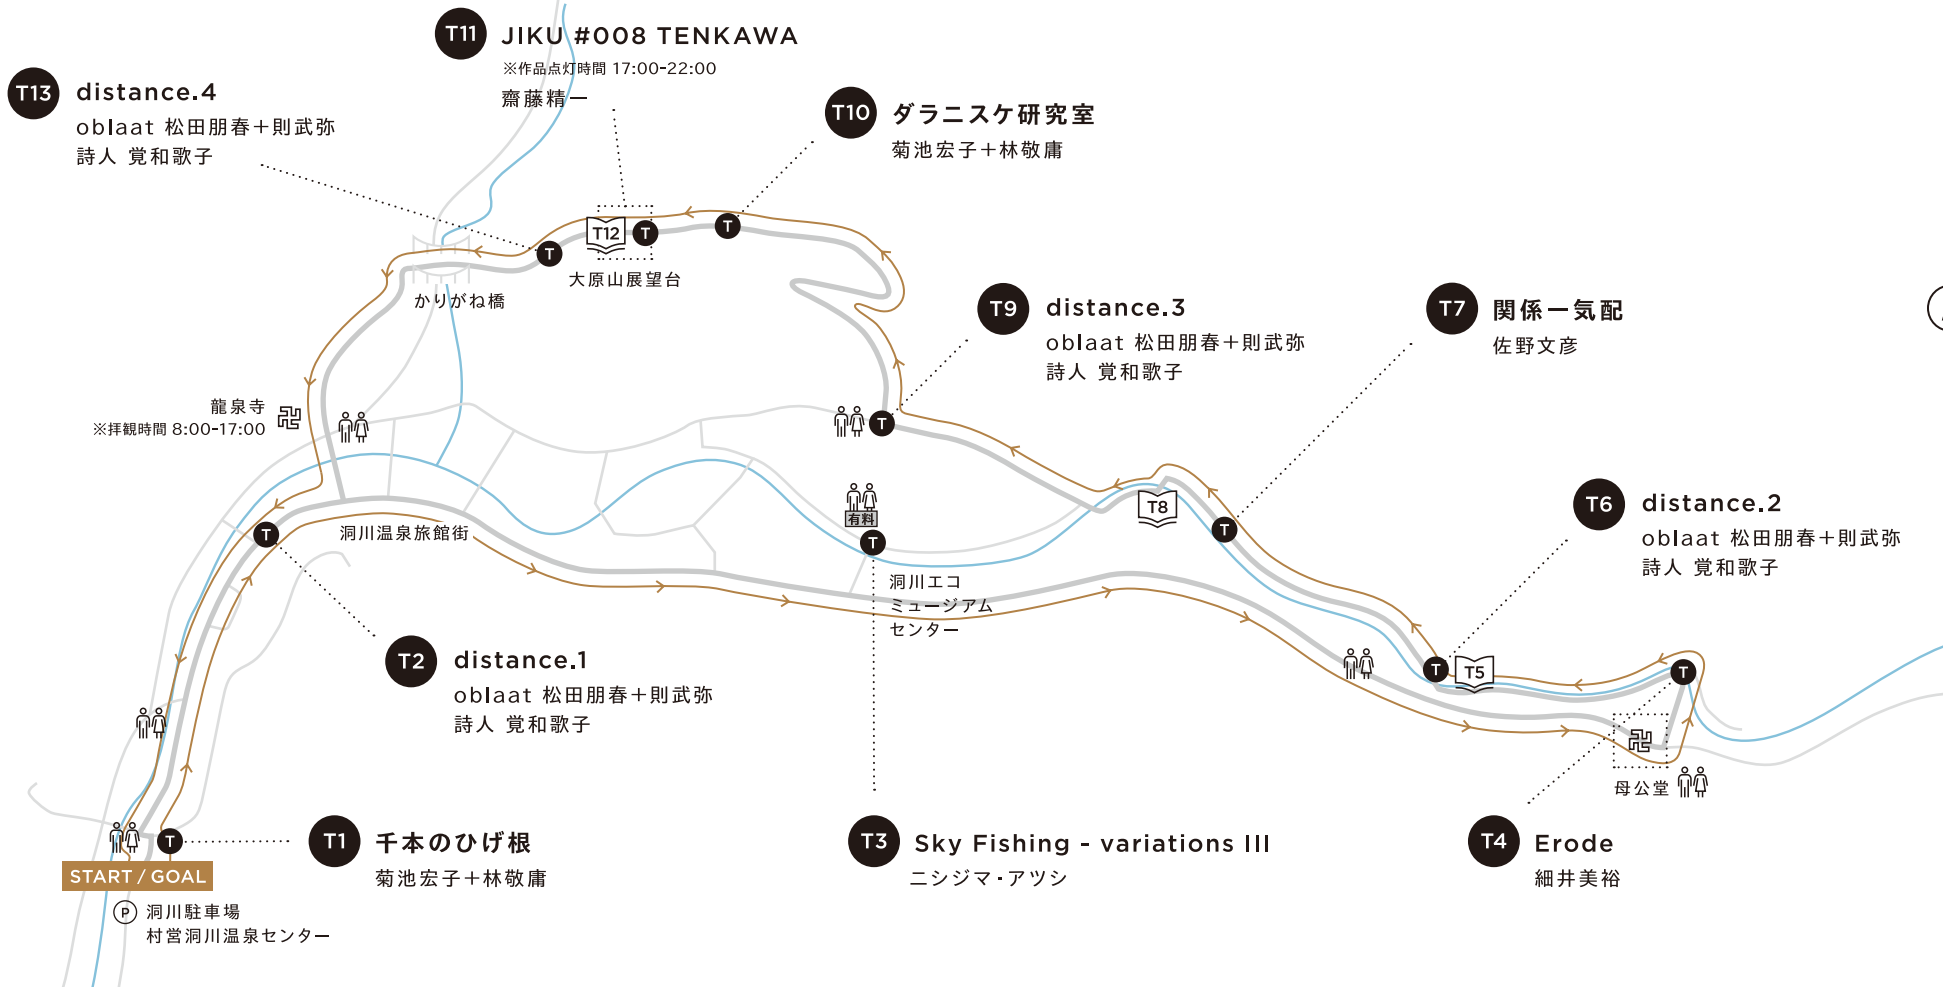 T11 JIKU #008 TENKAWA
※作品点灯時間 17:00-22:00
齋藤精一
T13 distance.4
oblaat 松田朋春＋則武弥
詩人 覚和歌子
T10 ダラニスケ研究室
菊池宏子＋林敬庸
T
T12
T
T
大原山展望台
かりがね橋
T9 distance.3
oblaat 松田朋春＋則武弥
詩人 覚和歌子
T7 関係－気配
佐野文彦
龍泉寺
※拝観時間 8:00-17:00
T
T8
T
有料
T
T
洞川温泉旅館街
T6 distance.2
oblaat 松田朋春＋則武弥
詩人 覚和歌子
洞川エコ
ミュージアム
センター
T2 distance.1
oblaat 松田朋春＋則武弥
詩人 覚和歌子
T
T5
T
母公堂
T
T1 千本のひげ根
菊池宏子＋林敬庸
T3 Sky Fishing - variations III
ニシジマ・アツシ
T4 Erode
細井美裕
START / GOAL
P 洞川駐車場
村営洞川温泉センター